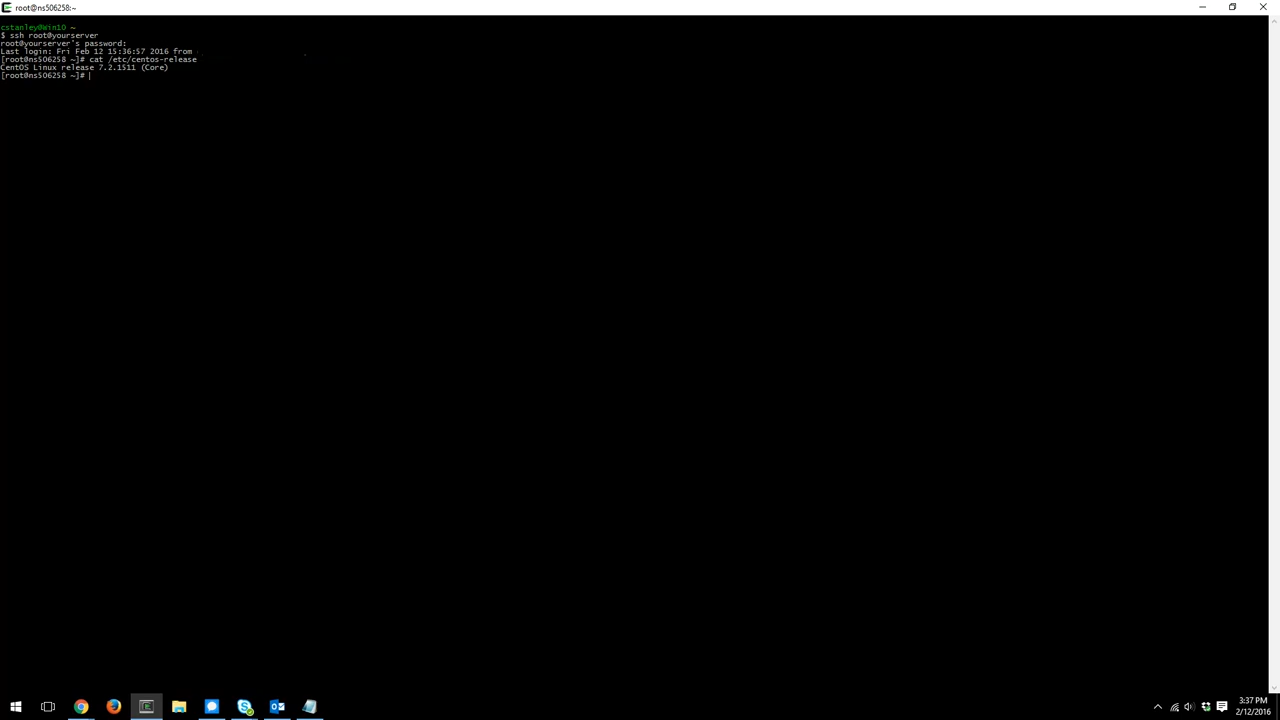 root@ns506258:~
cstanley@Win10 ~
$ ssh root@yourserver
root@yourserver's password:
Last login: Fri Feb 12 15:36:57 2016 from
[root@ns506258 ~]# cat /etc/centos-release
CentOS Linux release 7.2.1511 (Core)
[root@ns506258 ~]#
3:37 PM
2/12/2016